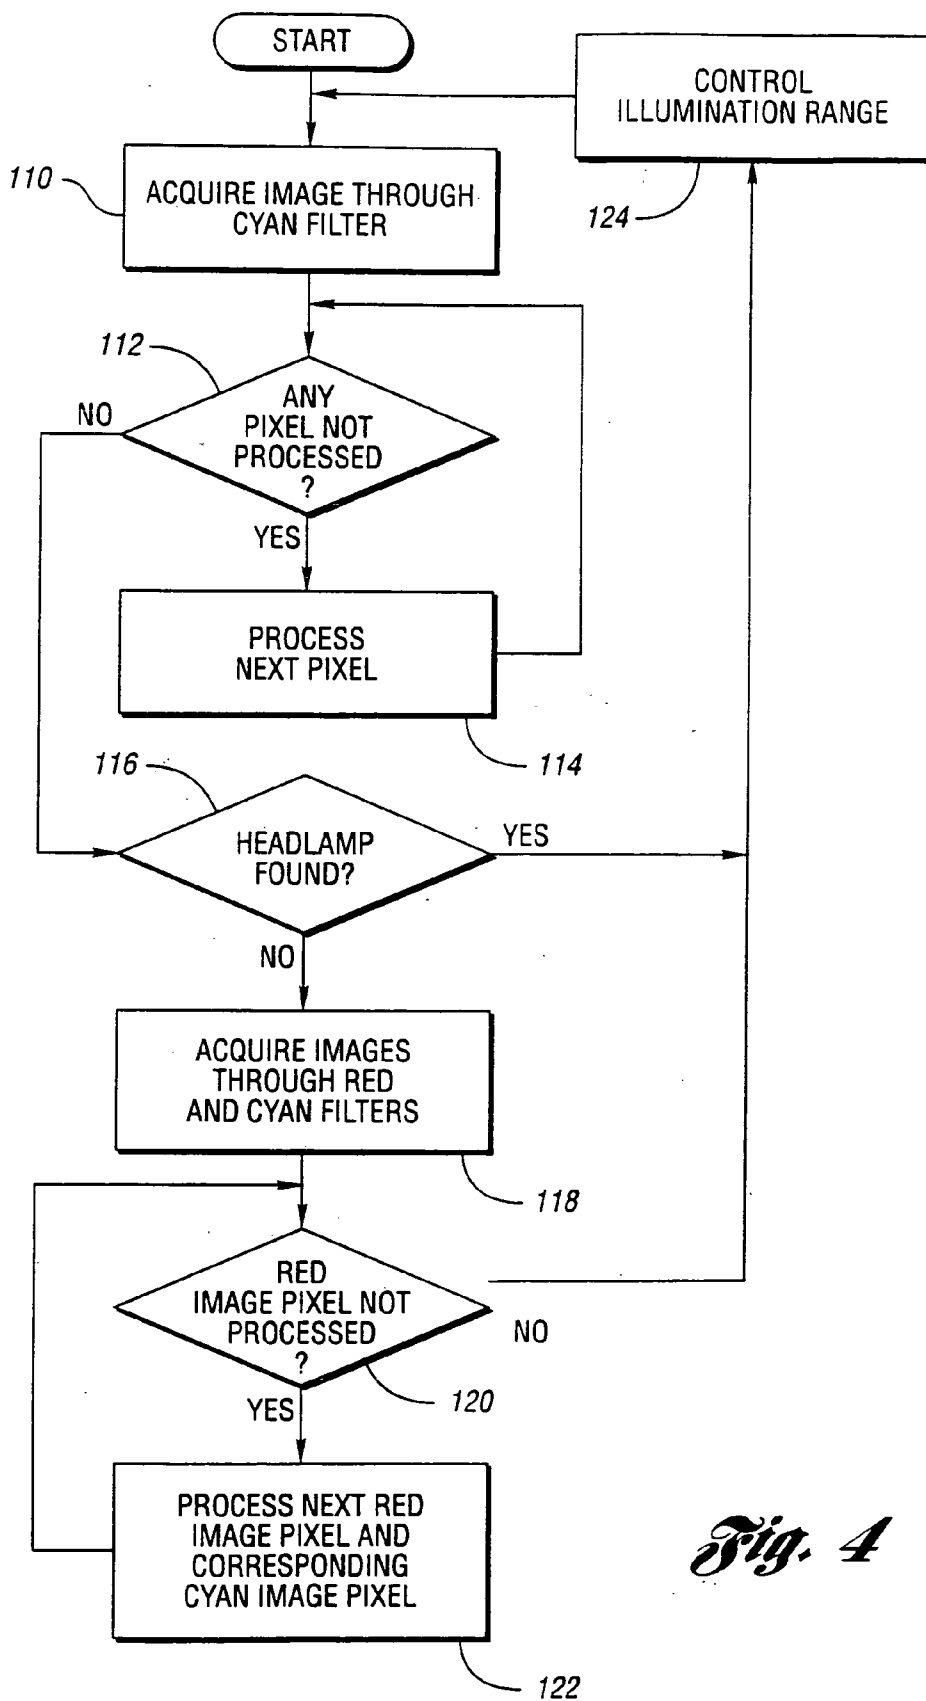 START
CONTROL
ILLUMINATION RANGE
124
110
ACQUIRE IMAGE THROUGH
CYAN FILTER
112
ANY
PIXEL NOT
PROCESSED
?
NO
YES
PROCESS
NEXT PIXEL
114
116
HEADLAMP
FOUND?
YES
NO
ACQUIRE IMAGES
THROUGH RED
AND CYAN FILTERS
118
RED
IMAGE PIXEL NOT
PROCESSED
?
NO
120
YES
PROCESS NEXT RED
IMAGE PIXEL AND
CORRESPONDING
CYAN IMAGE PIXEL
122
Fig. 4